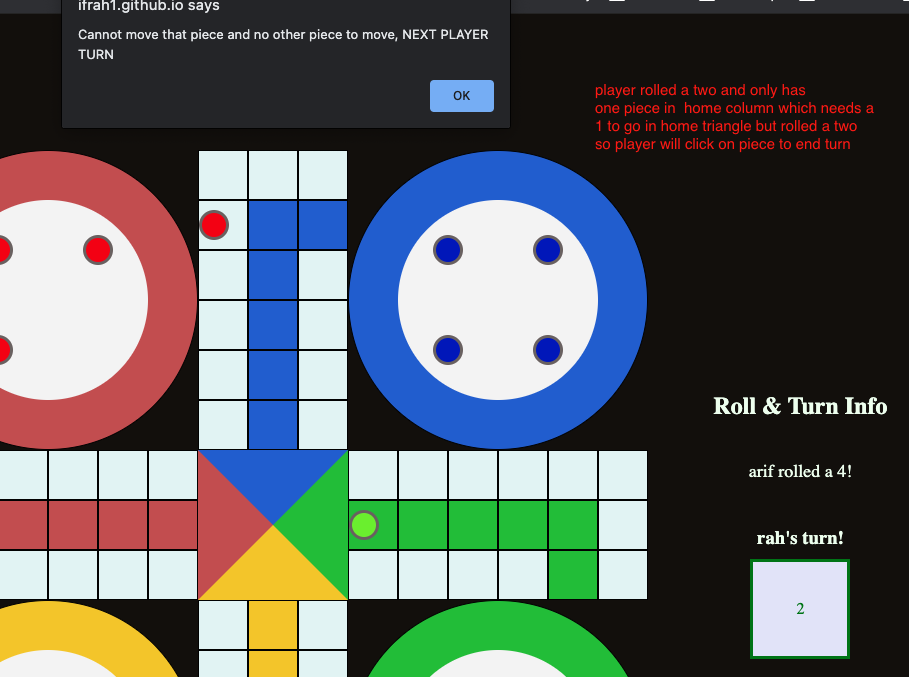 ifrah1.github.io says
Cannot move that piece and no other piece to move, NEXT PLAYER
TURN
OK
player rolled a two and only has
one piece in home column which needs a
1 to go in home triangle but rolled a two
so player will click on piece to end turn
Roll & Turn Info
arif rolled a 4!
rah's turn!
2